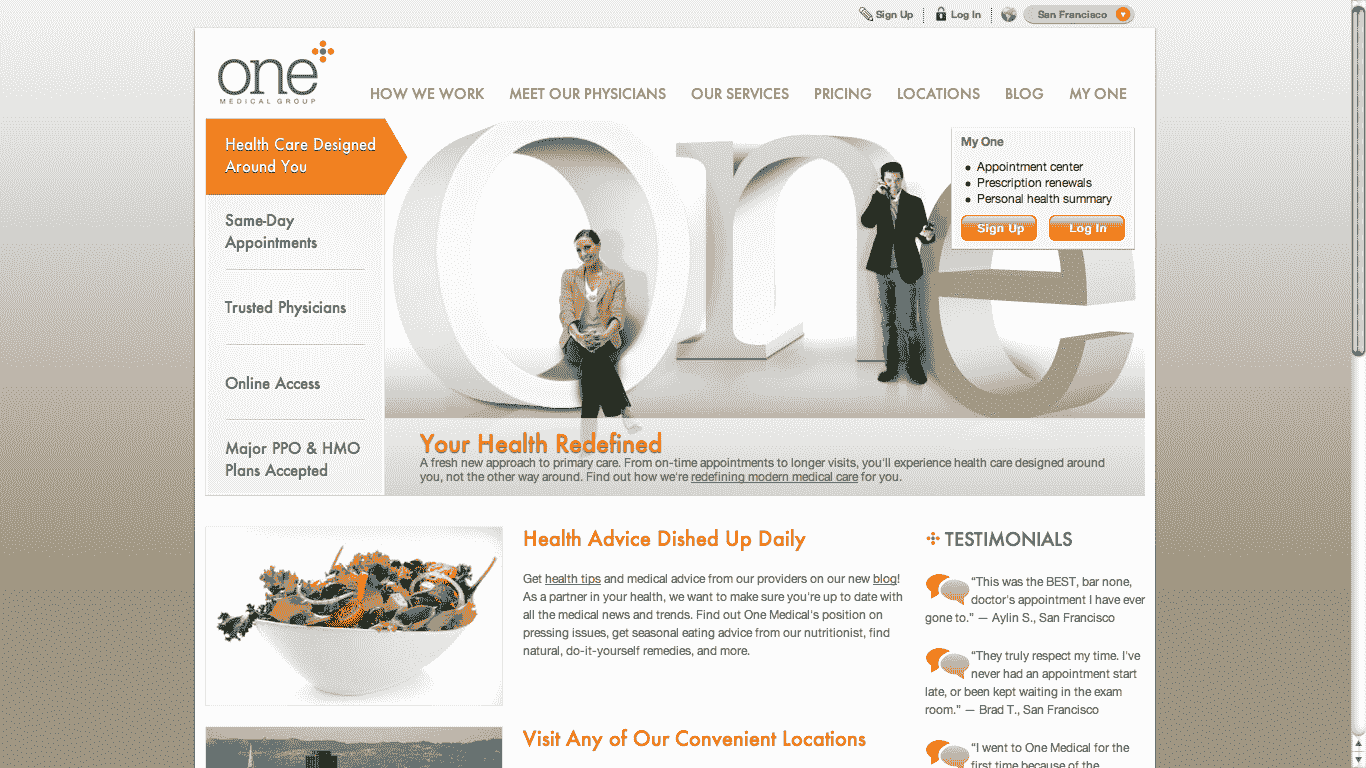 Sign Up
Log In
San Francisco
one
MEDICAL GROUP
HOW WE WORK
MEET OUR PHYSICIANS
OUR SERVICES
PRICING
LOCATIONS
BLOG
MY ONE
Health Care Designed
Around You
Same-Day
Appointments
Trusted Physicians
Online Access
Major PPO & HMO
Plans Accepted
One
My One
Appointment center
Prescription renewals
Personal health summary
Sign Up
Log In
Your Health Redefined
A fresh new approach to primary care. From on-time appointments to longer visits, you'll experience health care designed around
you, not the other way around. Find out how we're redefining modern medical care for you.
Health Advice Dished Up Daily
Get health tips and medical advice from our providers on our new blog!
As a partner in your health, we want to make sure you're up to date with
all the medical news and trends. Find out One Medical's position on
pressing issues, get seasonal eating advice from our nutritionist, find
natural, do-it-yourself remedies, and more.
Visit Any of Our Convenient Locations
TESTIMONIALS
“This was the BEST, bar none,
doctor's appointment I have ever
gone to.” — Aylin S., San Francisco
“They truly respect my time. I've
never had an appointment start
late, or been kept waiting in the exam
room.” — Brad T., San Francisco
“I went to One Medical for the
first time because of the